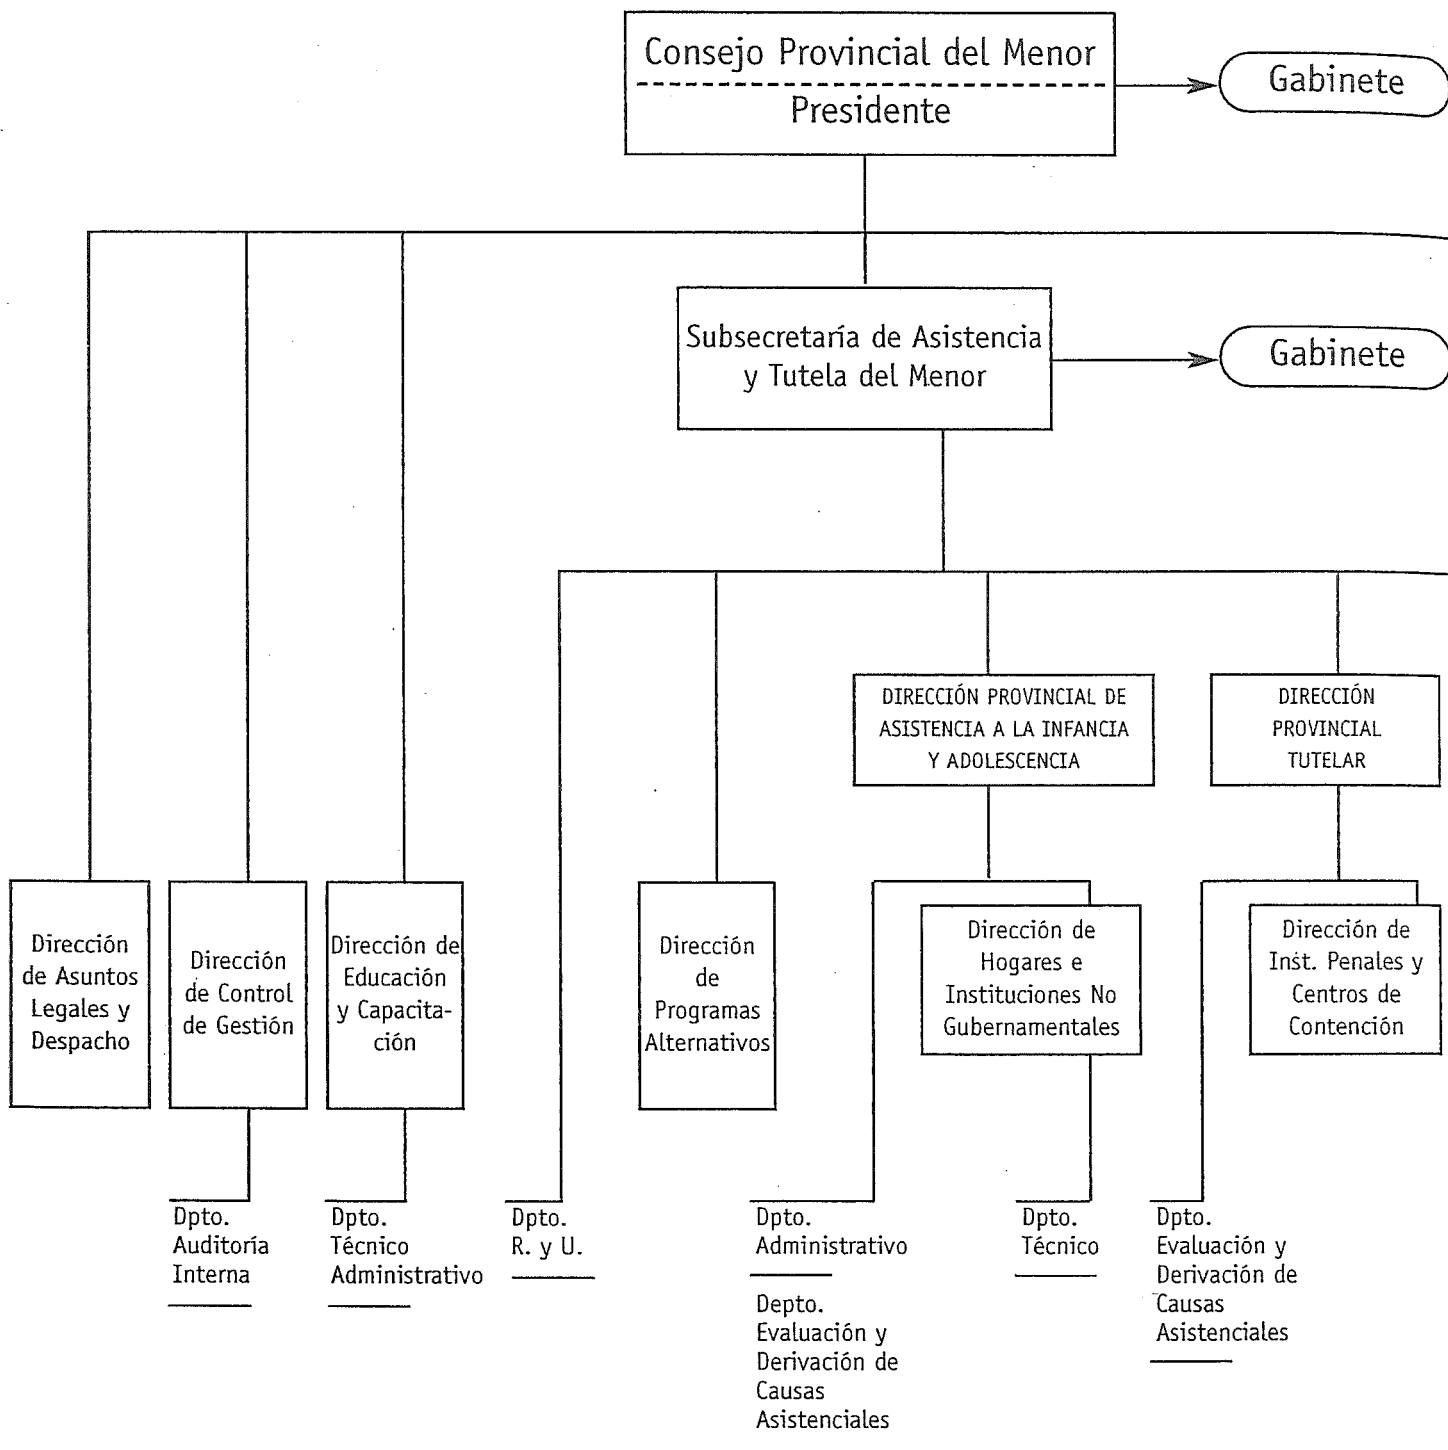 Consejo Provincial del Menor
Presidente
Gabinete
Subsecretaría de Asistencia
y Tutela del Menor
Gabinete
DIRECCIÓN PROVINCIAL DE
ASISTENCIA A LA INFANCIA
Y ADOLESCENCIA
DIRECCIÓN
PROVINCIAL
TUTELAR
Dirección
de Asuntos
Legales y
Despacho
Dirección
de Control
de Gestión
Dirección de
Educación
y Capacita-
ción
Dirección
de
Programas
Alternativos
Dirección de
Hogares e
Instituciones No
Gubernamentales
Dirección de
Inst. Penales y
Centros de
Contención
Dpto.
Auditoría
Interna
Dpto.
Técnico
Administrativo
Dpto.
R. y U.
Dpto.
Administrativo
Depto.
Evaluación y
Derivación de
Causas
Asistenciales
Dpto.
Técnico
Dpto.
Evaluación y
Derivación de
Causas
Asistenciales